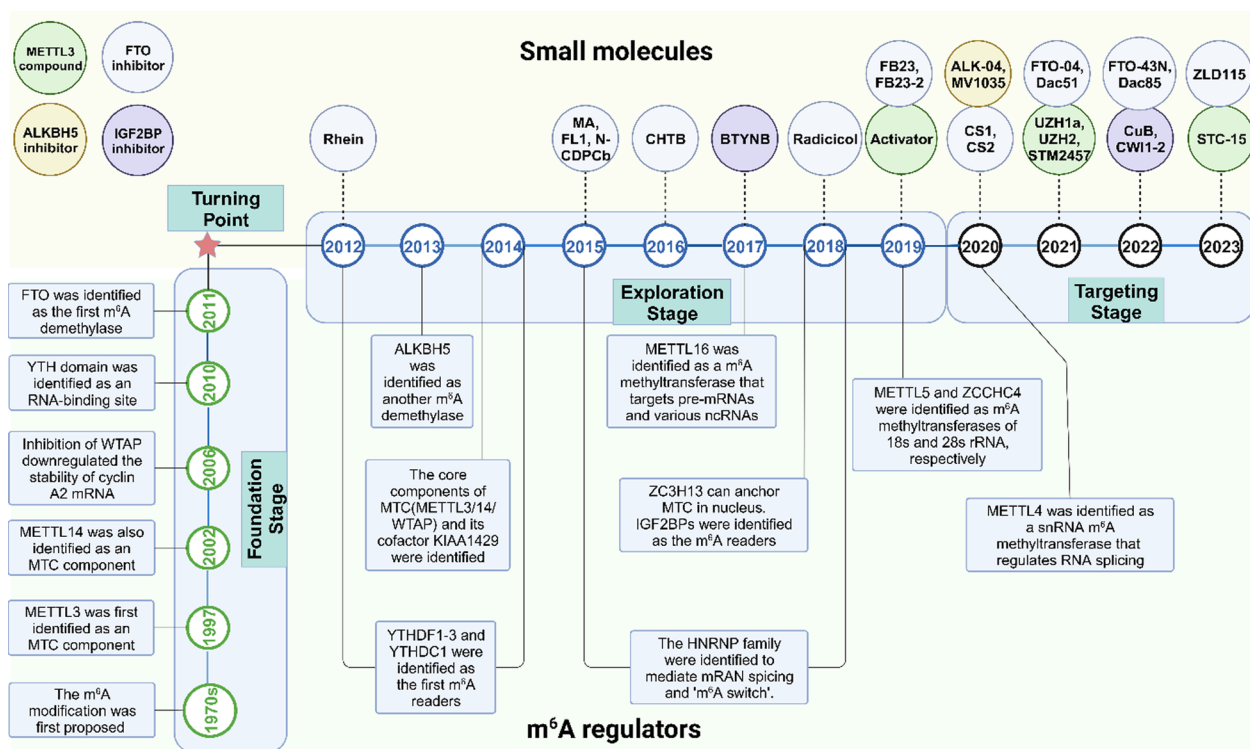 Small molecules
METTL3
compound
FTO
inhibitor
ALKBH5
inhibitor
IGF2BP
inhibitor
Rhein
MA,
FL1, N-
CDPCb
CHTB
BTYNB
Radicicol
FB23,
FB23-2
Activator
ALK-04,
MV1035
CS1,
CS2
FTO-04,
Dac51
UZH1a,
UZH2,
STM2457
FTO-43N,
Dac85
CuB,
CWI1-2
ZLD115
STC-15
Turning
Point
2012
2013
2014
2015
2016
2017
2018
2019
2020
2021
2022
2023
Exploration
Stage
Targeting
Stage
FTO was identified
as the first m⁶A
demethylase
2011
YTH domain was
identified as an
RNA-binding site
2010
Inhibition of WTAP
downregulated the
stability of cyclin
A2 mRNA
2006
METTL14 was also
identified as an
MTC component
2002
METTL3 was first
identified as an
MTC component
1997
The m⁶A
modification was
first proposed
1970s
Foundation
Stage
ALKBH5
was
identified as
another m⁶A
demethylase
The core
components of
MTC(METTL3/14/
WTAP) and its
cofactor KIAA1429
were identified
YTHDF1-3 and
YTHDC1 were
identified as
the first m⁶A
readers
METTL16 was
identified as a m⁶A
methyltransferase that
targets pre-mRNAs
and various ncRNAs
ZC3H13 can anchor
MTC in nucleus.
IGF2BPs were identified
as the m⁶A readers
The HNRNP family
were identified to
mediate mRAN spicing
and 'm⁶A switch'.
METTL5 and ZCCHC4
were identified as m⁶A
methyltransferases of
18s and 28s rRNA,
respectively
METTL4 was identified as
a snRNA m⁶A
methyltransferase that
regulates RNA splicing
m⁶A regulators